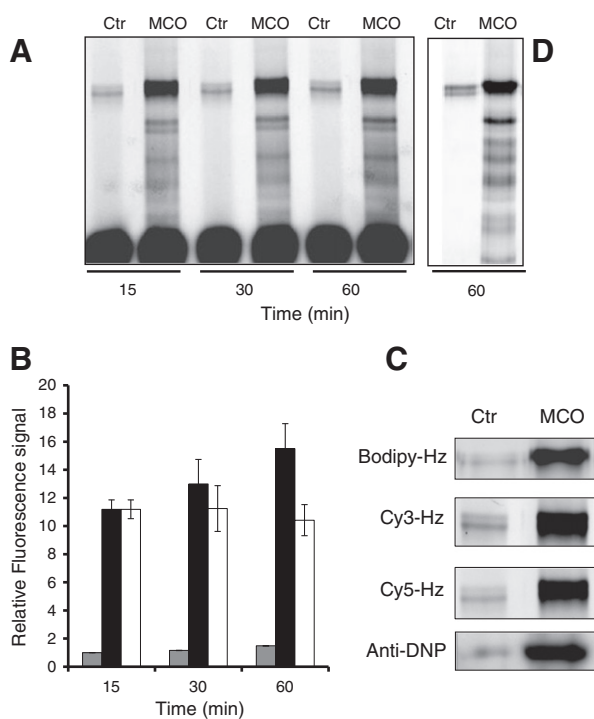 Ctr MCO Ctr MCO Ctr MCO Ctr MCO
A
D
15 30 60 60
Time (min)
B
Relative Fluorescence signal
20
18
16
14
12
10
8
6
4
2
0
15 30 60
Time (min)
C
Ctr MCO
Bodipy-Hz
Cy3-Hz
Cy5-Hz
Anti-DNP